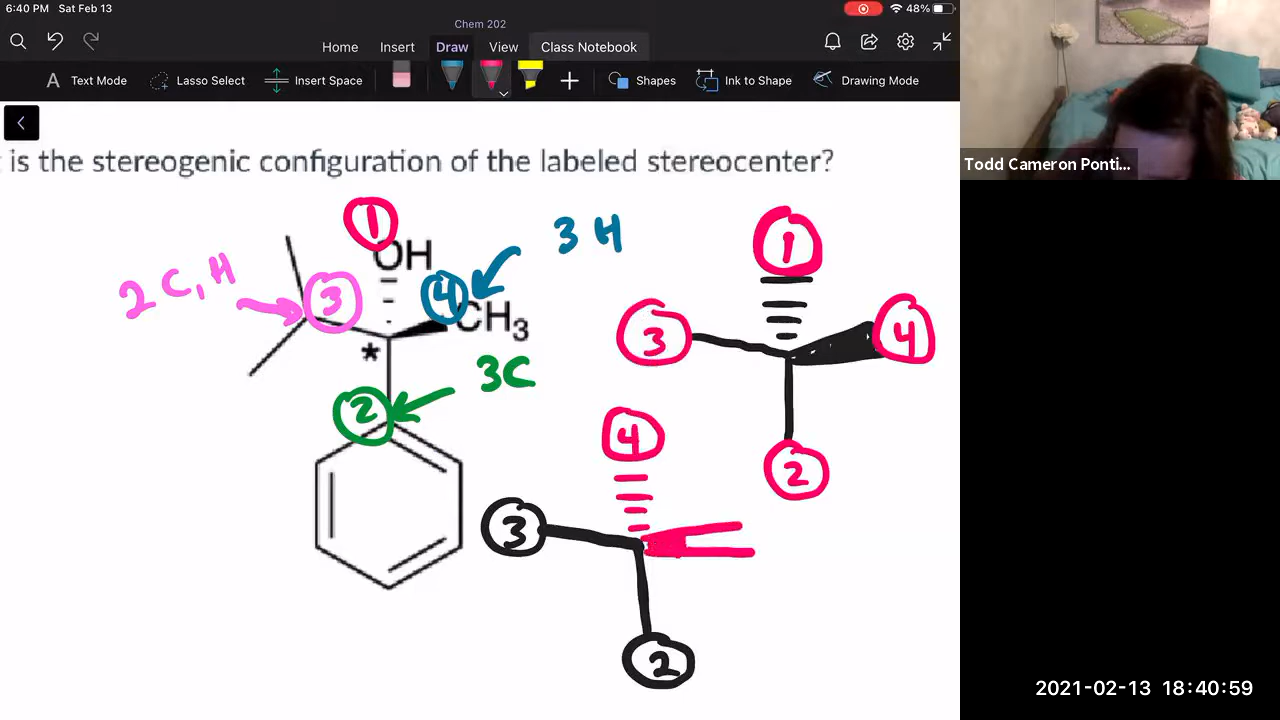 6:40 PM Sat Feb 13
48%
Chem 202
Home Insert Draw View Class Notebook
Text Mode Lasso Select Insert Space Shapes Ink to Shape Drawing Mode
is the stereogenic configuration of the labeled stereocenter?
1
OH
3 H
2 C, H
3
4
CH3
*
3C
2
1
3
4
2
4
3
2
Todd Cameron Ponti...
2021-02-13 18:40:59